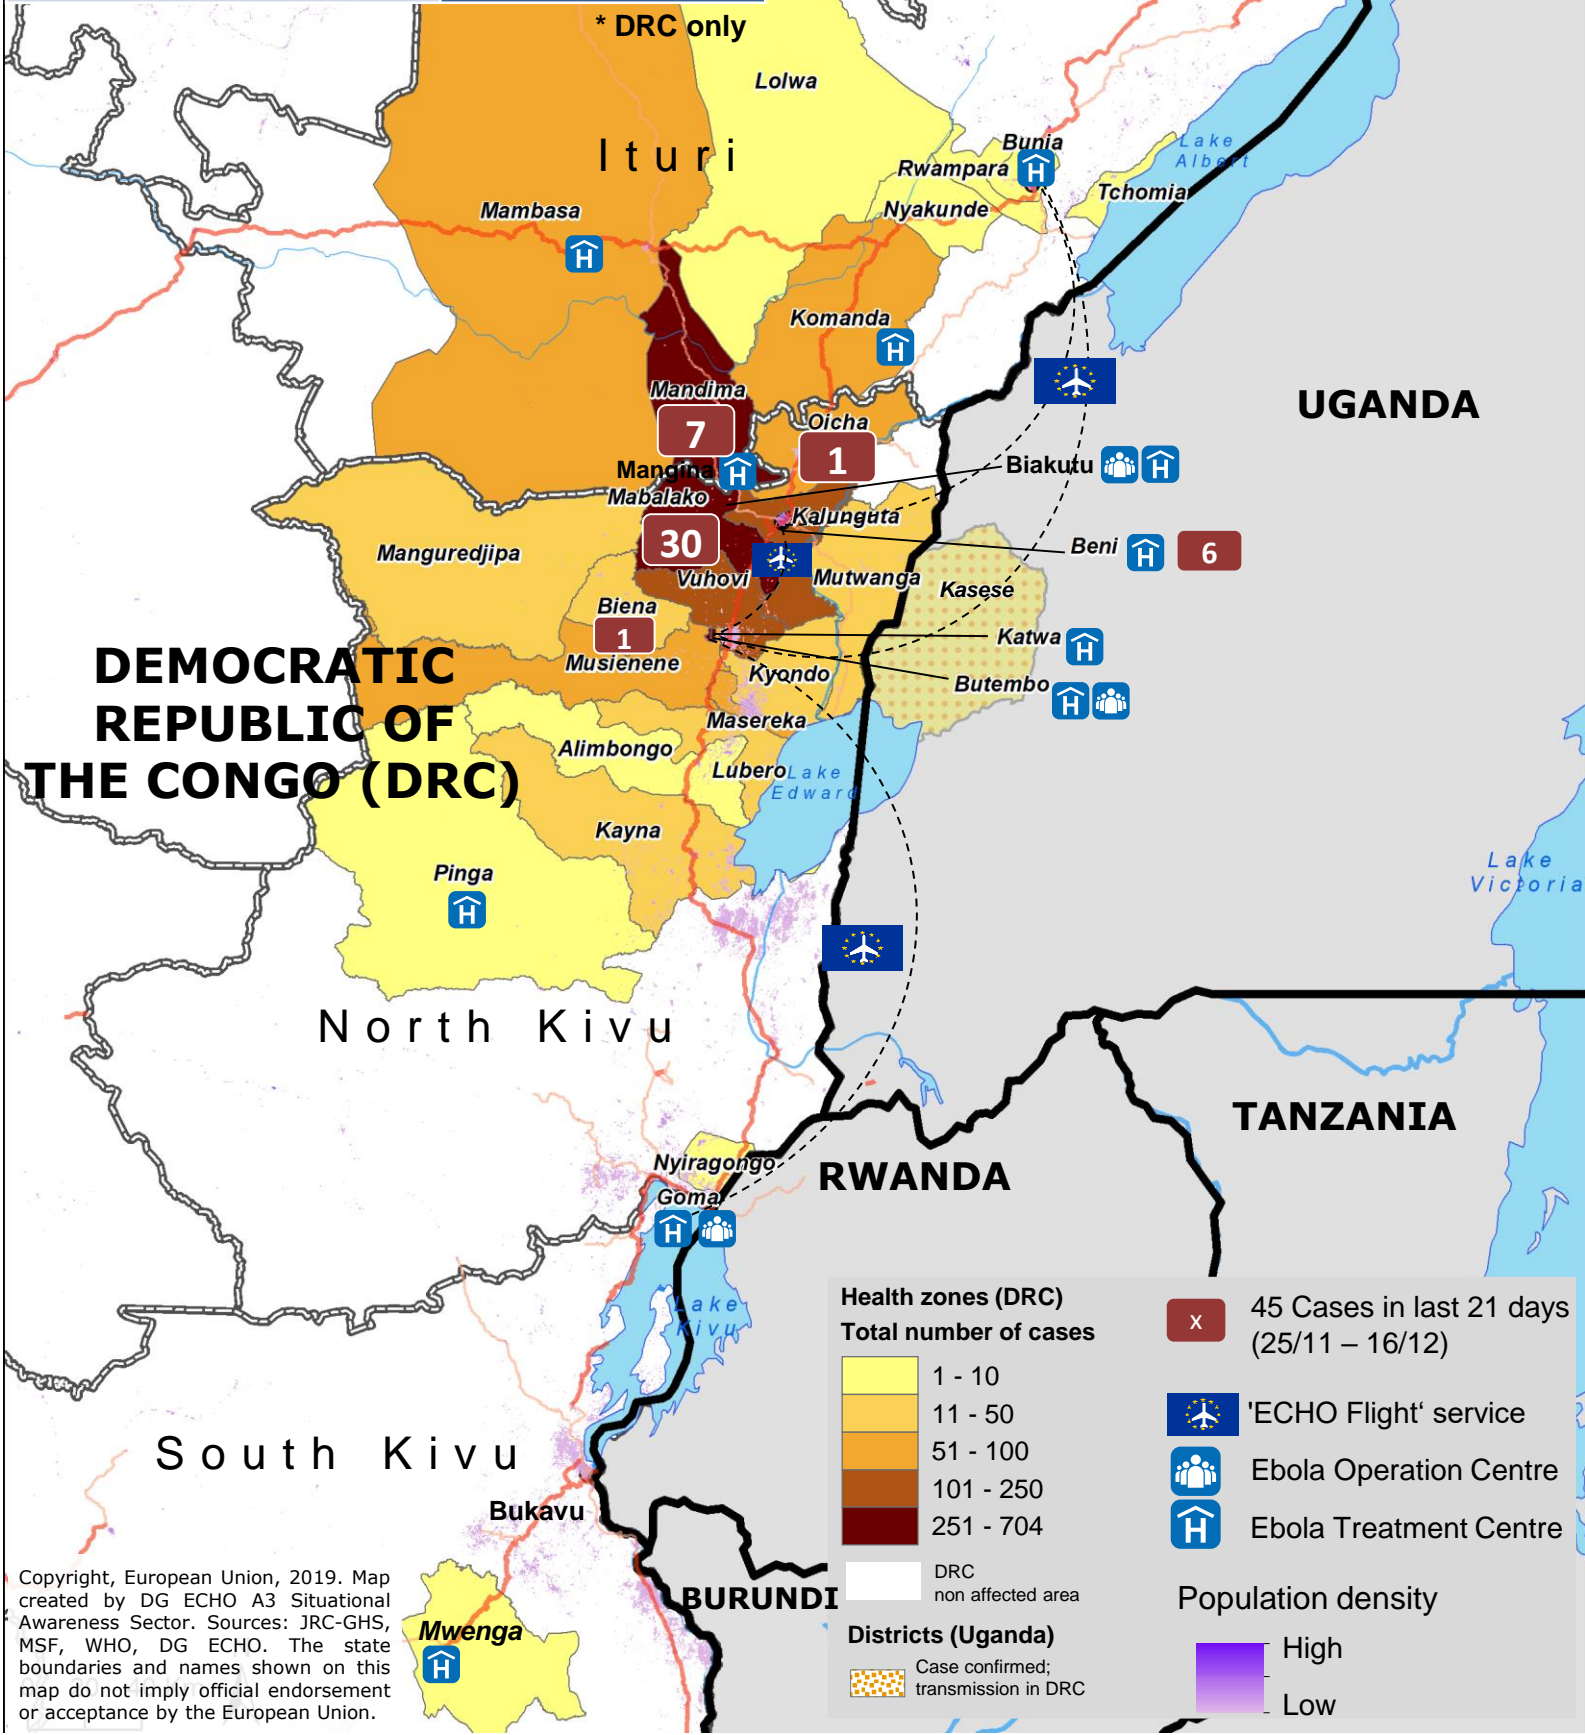 * DRC only
Lolwa
Ituri
Bunia
Lake
Albert
Rwampara
Tchomia
Nyakunde
Mambasa
Komanda
Mandima
7
Oicha
1
UGANDA
Mangina
Biakutu
Mabalako
Kalunguta
30
Beni
6
Manguredjipa
Vuhovi
Mutwanga
Kasese
Biena
1
Katwa
Musienene
DEMOCRATIC
REPUBLIC OF
THE CONGO (DRC)
Kyondo
Butembo
Masereka
Alimbongo
Lubero
Lake
Edward
Kayna
Pinga
Lake
Victoria
North Kivu
TANZANIA
Nyiragongo
RWANDA
Goma
Lake
Kivu
South Kivu
Bukavu
BURUNDI
Mwenga
Health zones (DRC)
Total number of cases
1 - 10
11 - 50
51 - 100
101 - 250
251 - 704
DRC
non affected area
Districts (Uganda)
Case confirmed;
transmission in DRC
X
45 Cases in last 21 days
(25/11 – 16/12)
'ECHO Flight‘ service
Ebola Operation Centre
Ebola Treatment Centre
Population density
High
Low
Copyright, European Union, 2019. Map
created by DG ECHO A3 Situational
Awareness Sector. Sources: JRC-GHS,
MSF, WHO, DG ECHO. The state
boundaries and names shown on this
map do not imply official endorsement
or acceptance by the European Union.